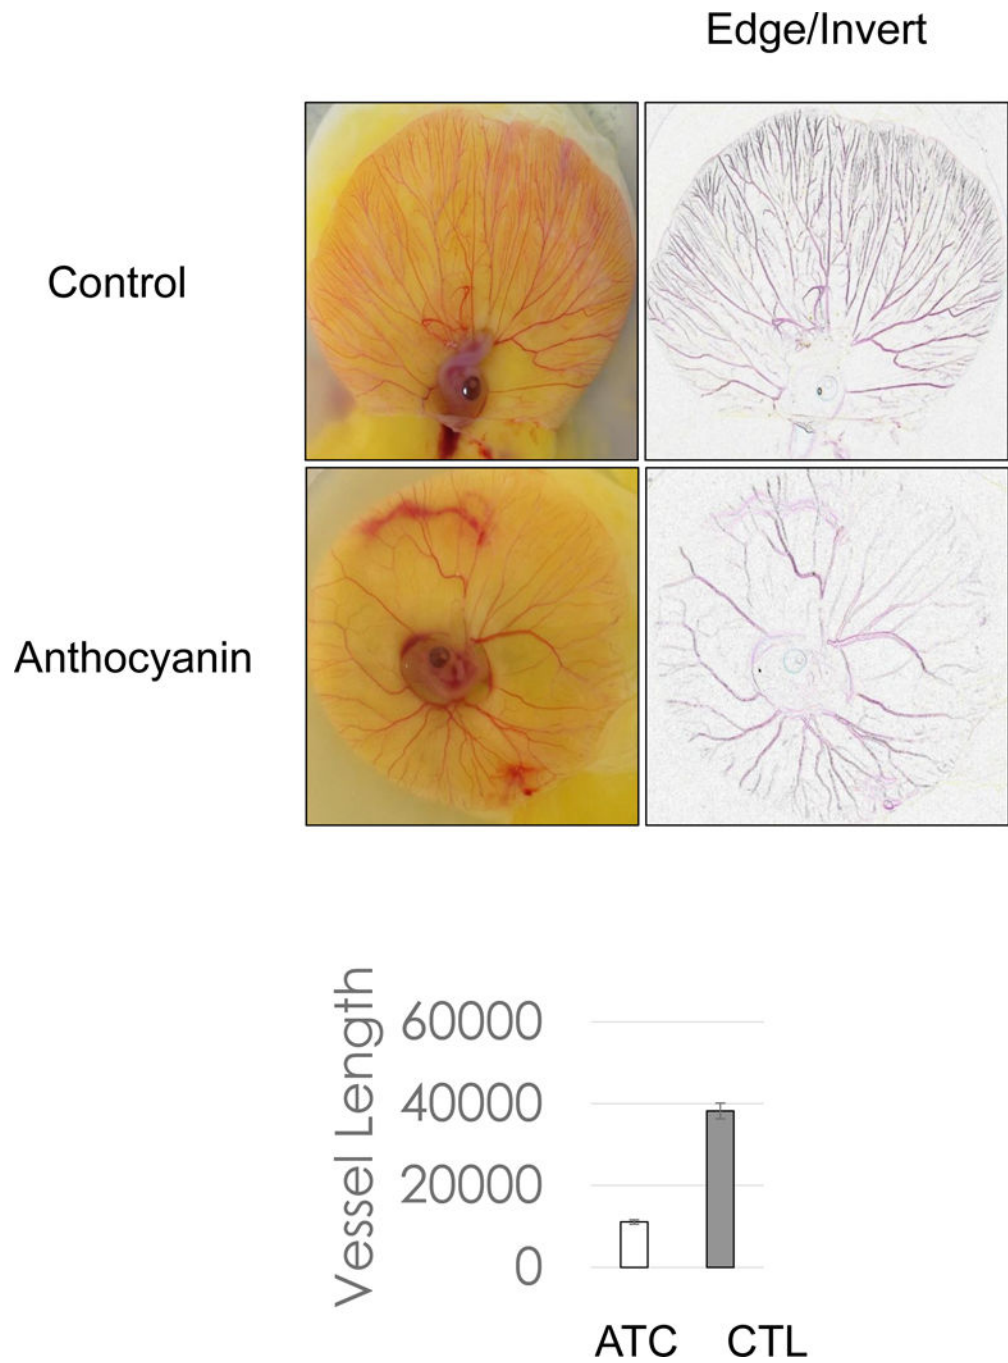 Edge/Invert
Control
Anthocyanin
Vessel Length
60000
40000
20000
0
ATC CTL